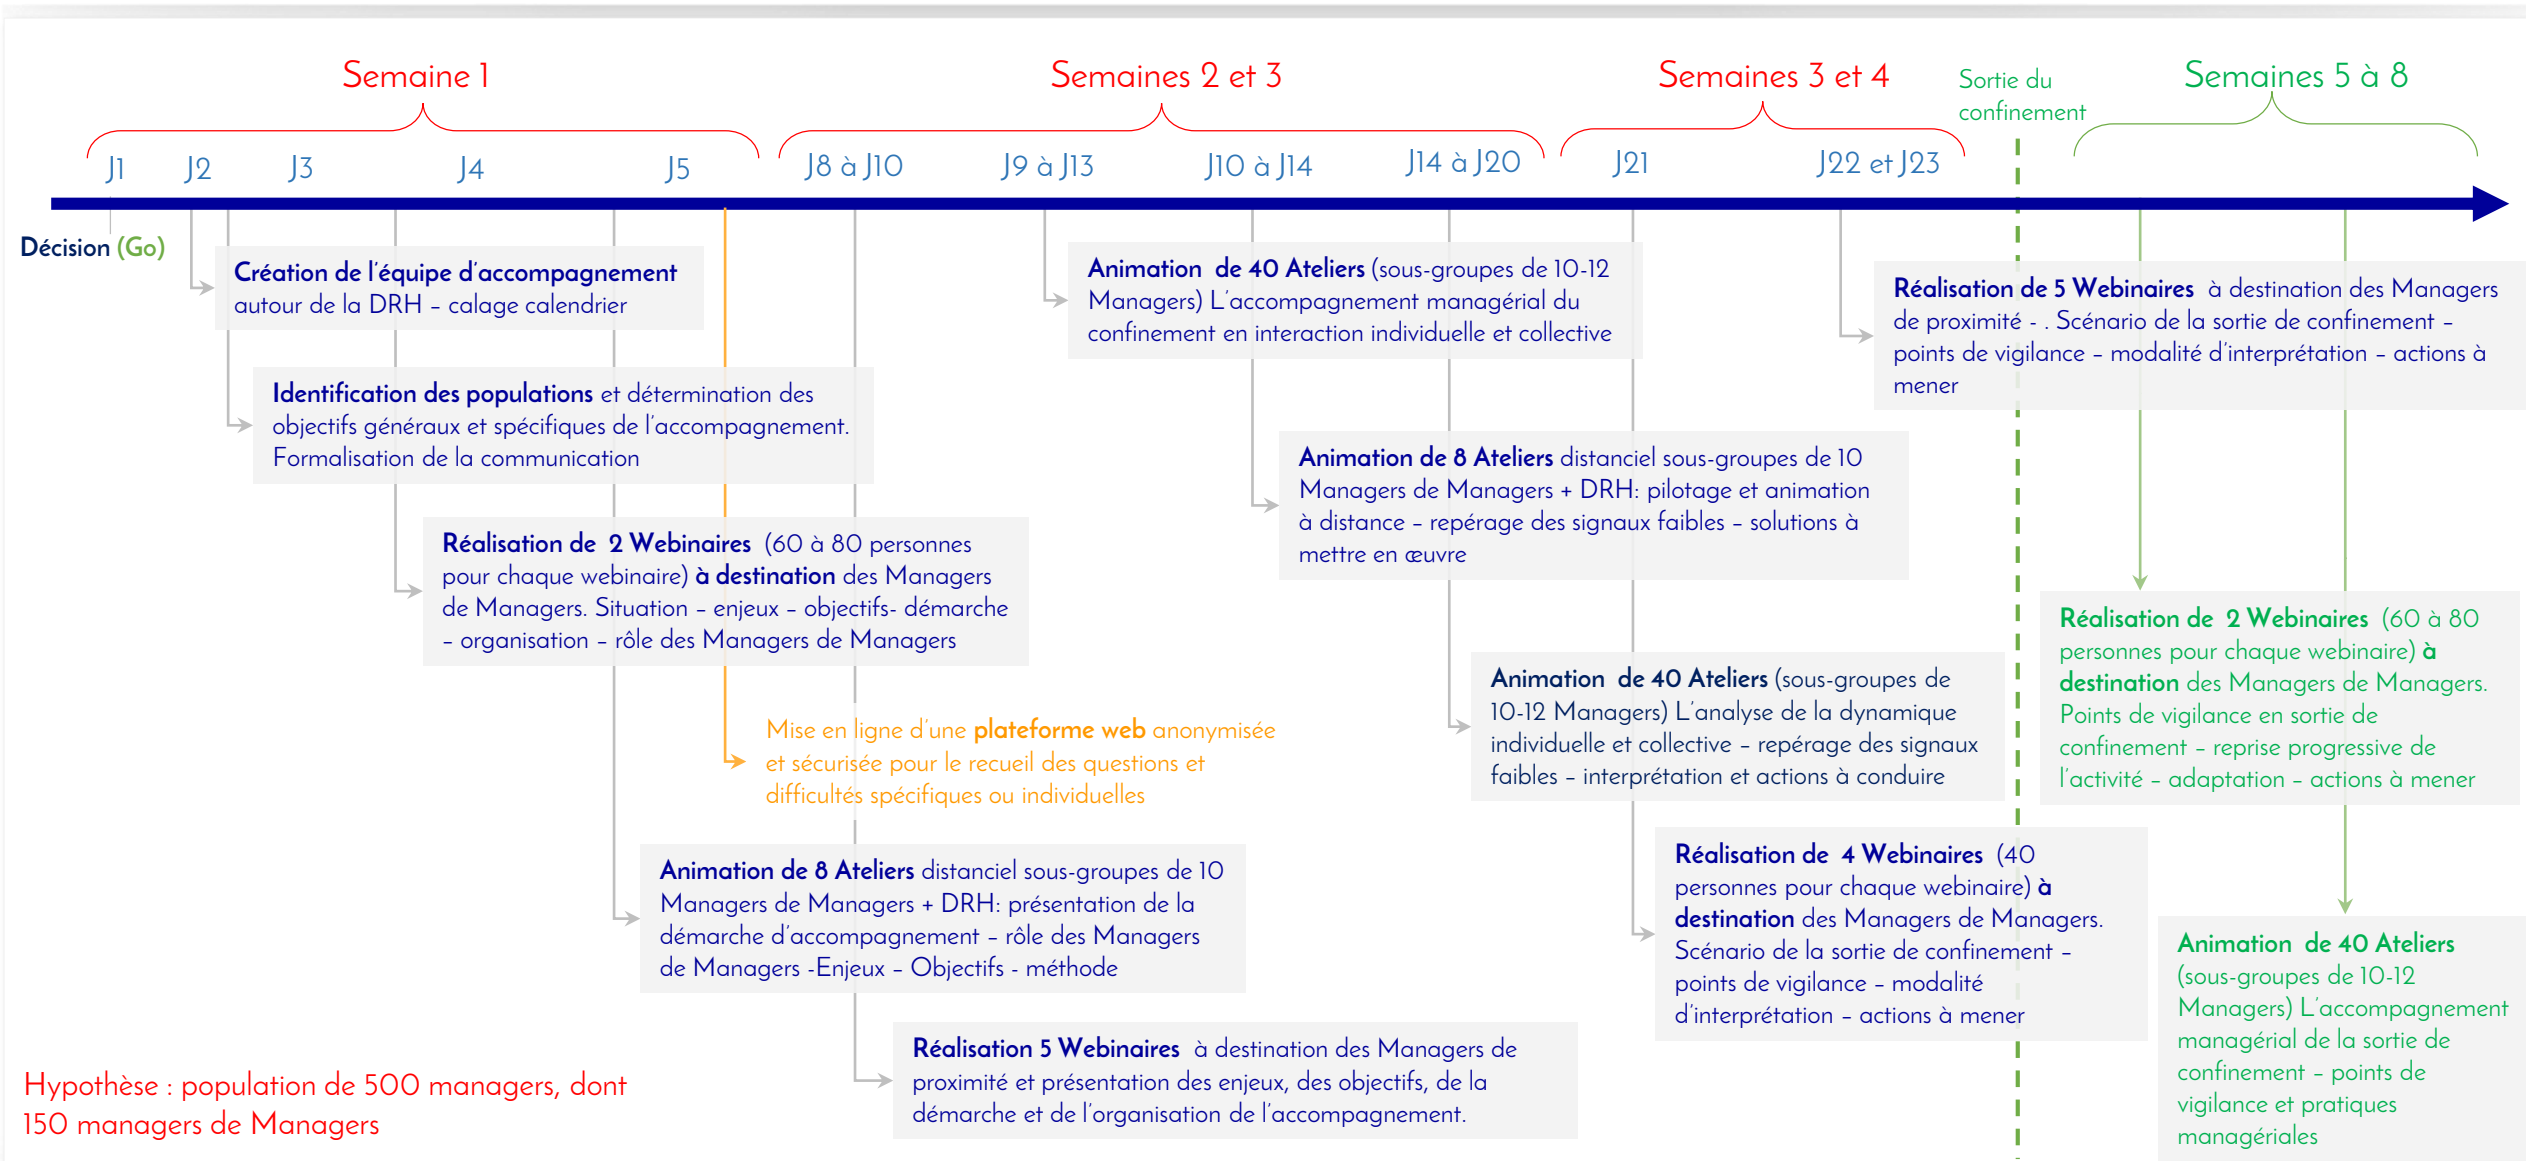 Semaine 1
Semaines 2 et 3
Semaines 3 et 4
Sortie du
confinement
Semaines 5 à 8
J1
J2
J3
J4
J5
J8 à J10
J9 à J13
J10 à J14
J14 à J20
J21
J22 et J23
Décision (Go)
Création de l'équipe d'accompagnement
autour de la DRH – calage calendrier
Identification des populations et détermination des
objectifs généraux et spécifiques de l'accompagnement.
Formalisation de la communication
Réalisation de 2 Webinaires (60 à 80 personnes
pour chaque webinaire) à destination des Managers
de Managers. Situation – enjeux – objectifs- démarche
– organisation – rôle des Managers de Managers
Mise en ligne d'une plateforme web anonymisée
et sécurisée pour le recueil des questions et
difficultés spécifiques ou individuelles
Animation de 8 Ateliers distanciel sous-groupes de 10
Managers de Managers + DRH: présentation de la
démarche d'accompagnement – rôle des Managers
de Managers -Enjeux – Objectifs - méthode
Réalisation 5 Webinaires à destination des Managers de
proximité et présentation des enjeux, des objectifs, de la
démarche et de l'organisation de l'accompagnement.
Animation de 40 Ateliers (sous-groupes de 10-12
Managers) L'accompagnement managérial du
confinement en interaction individuelle et collective
Animation de 8 Ateliers distanciel sous-groupes de 10
Managers de Managers + DRH: pilotage et animation
à distance – repérage des signaux faibles – solutions à
mettre en œuvre
Animation de 40 Ateliers (sous-groupes de
10-12 Managers) L'analyse de la dynamique
individuelle et collective – repérage des signaux
faibles – interprétation et actions à conduire
Réalisation de 4 Webinaires (40
personnes pour chaque webinaire) à
destination des Managers de Managers.
Scénario de la sortie de confinement –
points de vigilance – modalité
d'interprétation – actions à mener
Réalisation de 5 Webinaires à destination des Managers
de proximité - . Scénario de la sortie de confinement –
points de vigilance – modalité d'interprétation – actions à
mener
Réalisation de 2 Webinaires (60 à 80
personnes pour chaque webinaire) à
destination des Managers de Managers.
Points de vigilance en sortie de
confinement – reprise progressive de
l'activité – adaptation – actions à mener
Animation de 40 Ateliers
(sous-groupes de 10-12
Managers) L'accompagnement
managérial de la sortie de
confinement – points de
vigilance et pratiques
managériales
Hypothèse : population de 500 managers, dont
150 managers de Managers